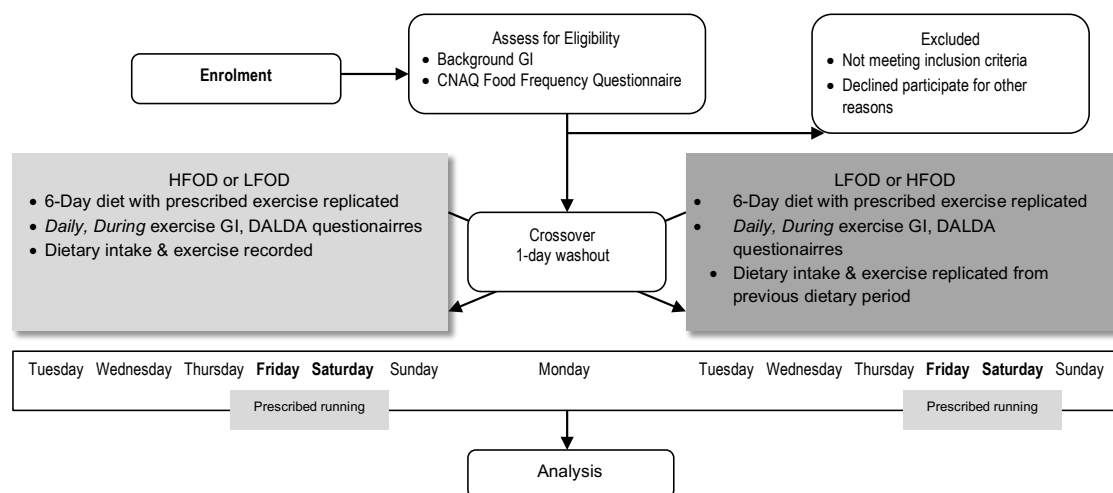 Enrolment
Assess for Eligibility
• Background GI
• CNAQ Food Frequency Questionnaire
Excluded
• Not meeting inclusion criteria
• Declined participate for other
reasons
HFOD or LFOD
• 6-Day diet with prescribed exercise replicated
• Daily, During exercise GI, DALDA questionairres
• Dietary intake & exercise recorded
Crossover
1-day washout
LFOD or HFOD
• 6-Day diet with prescribed exercise replicated
• Daily, During exercise GI, DALDA
questionairres
• Dietary intake & exercise replicated from
previous dietary period
Tuesday Wednesday Thursday Friday Saturday Sunday Monday Tuesday Wednesday Thursday Friday Saturday Sunday
Prescribed running Prescribed running
Analysis